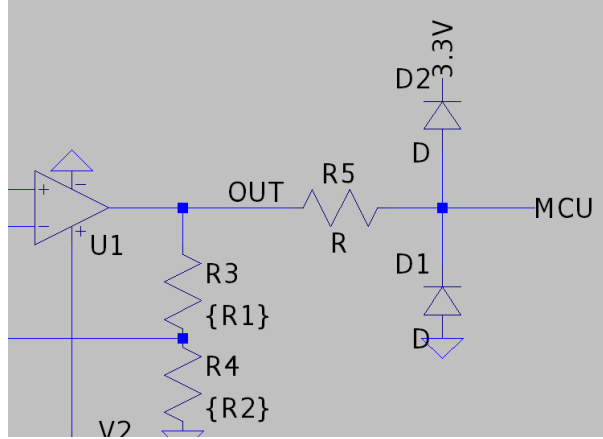 3.3V
D2
D
R5
OUT
MCU
R
+
−
−
+
U1
D1
R3
{R1}
D
R4
{R2}
V2